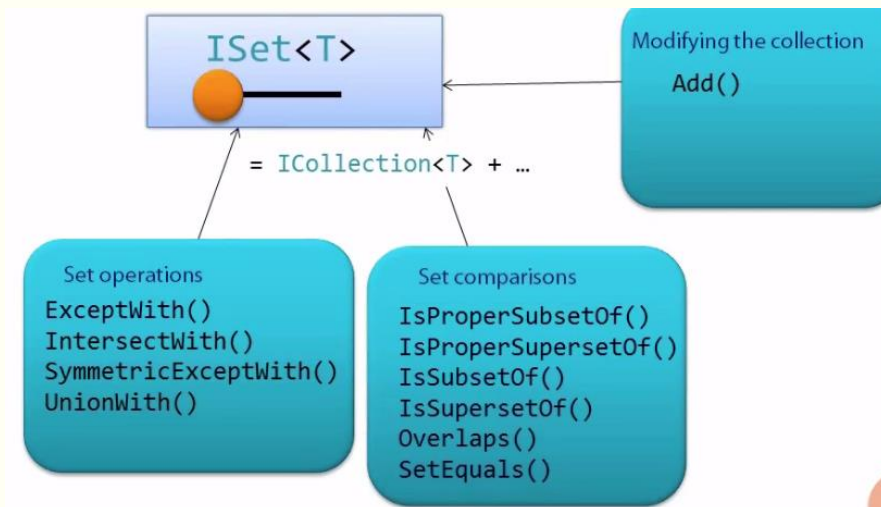 ISet<T>
= ICollection<T> + …
Modifying the collection
Add()
Set operations
ExceptWith()
IntersectWith()
SymmetricExceptWith()
UnionWith()
Set comparisons
IsProperSubsetOf()
IsProperSupersetOf()
IsSubsetOf()
IsSupersetOf()
Overlaps()
SetEquals()